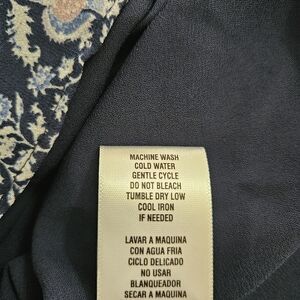 MACHINE WASH
COLD WATER
GENTLE CYCLE
DO NOT BLEACH
TUMBLE DRY LOW
COOL IRON
IF NEEDED
LAVAR A MAQUINA
CON AGUA FRIA
CICLO DELICADO
NO USAR
BLANQUEADOR
SECAR A MAQUINA